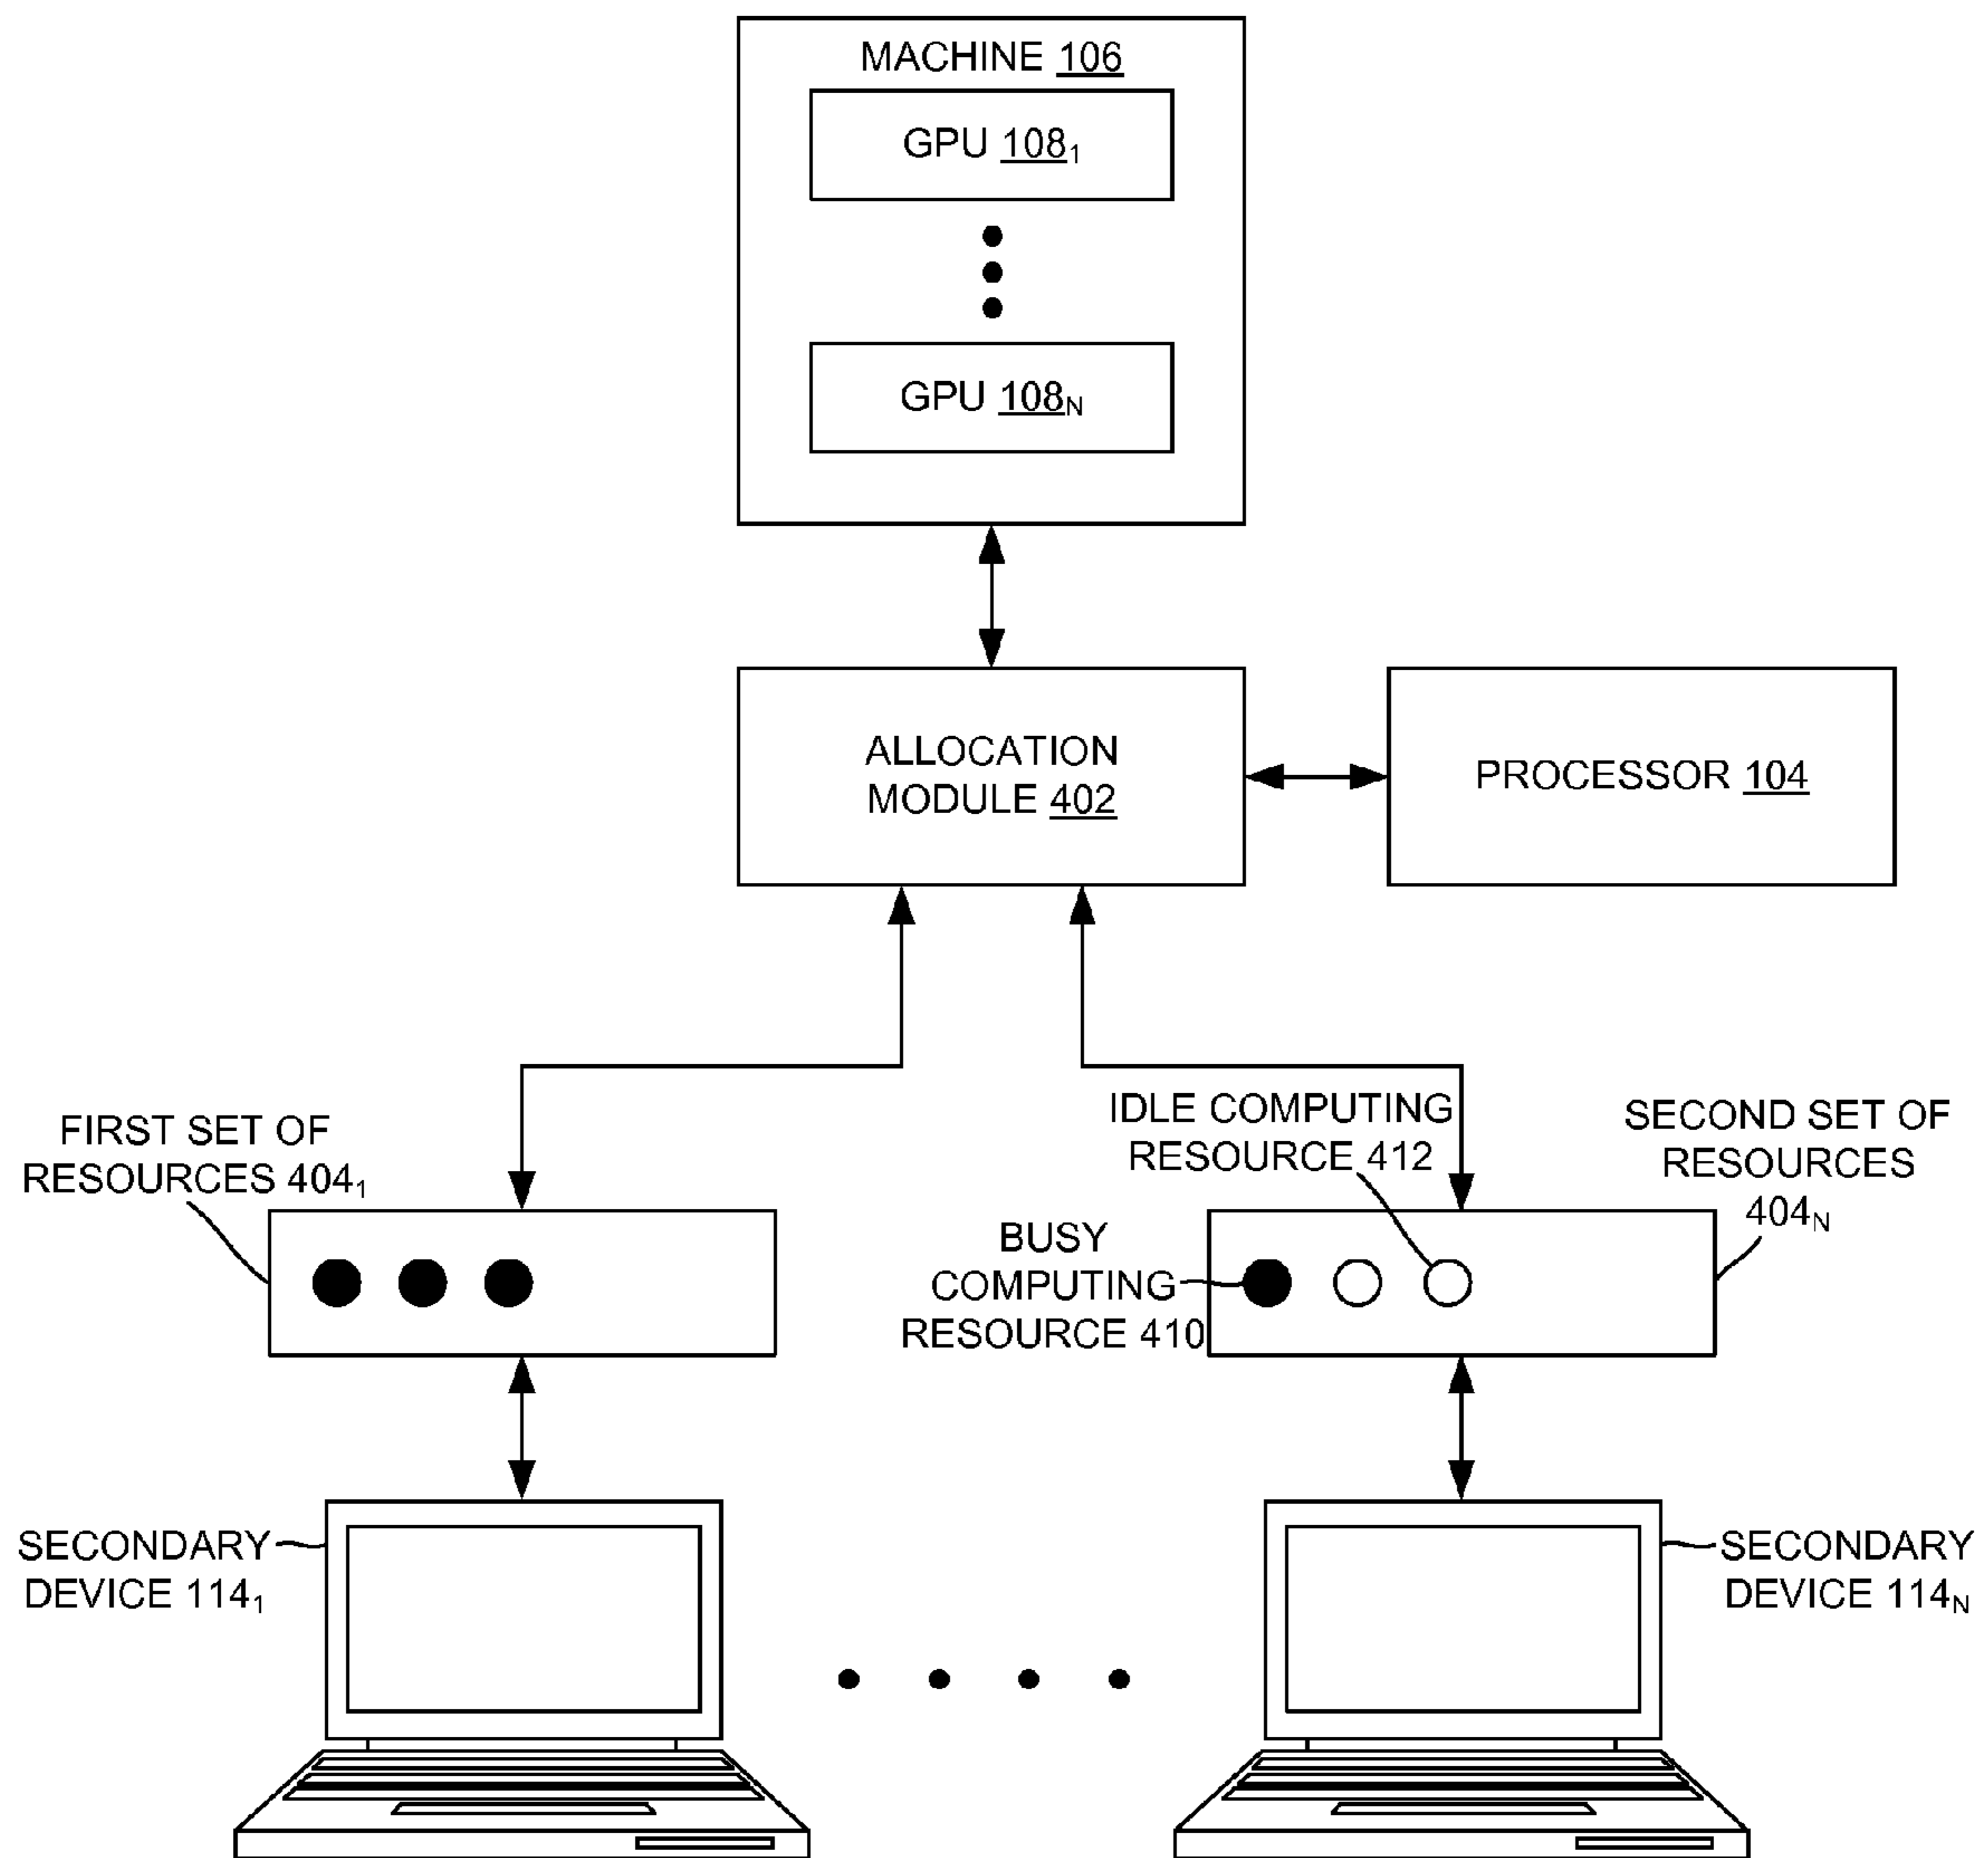 MACHINE 106
GPU 108₁
GPU 108N
ALLOCATION
MODULE 402
PROCESSOR 104
FIRST SET OF
RESOURCES 404₁
IDLE COMPUTING
RESOURCE 412
SECOND SET OF
RESOURCES
404N
BUSY
COMPUTING
RESOURCE 410
SECONDARY
DEVICE 114₁
SECONDARY
DEVICE 114N